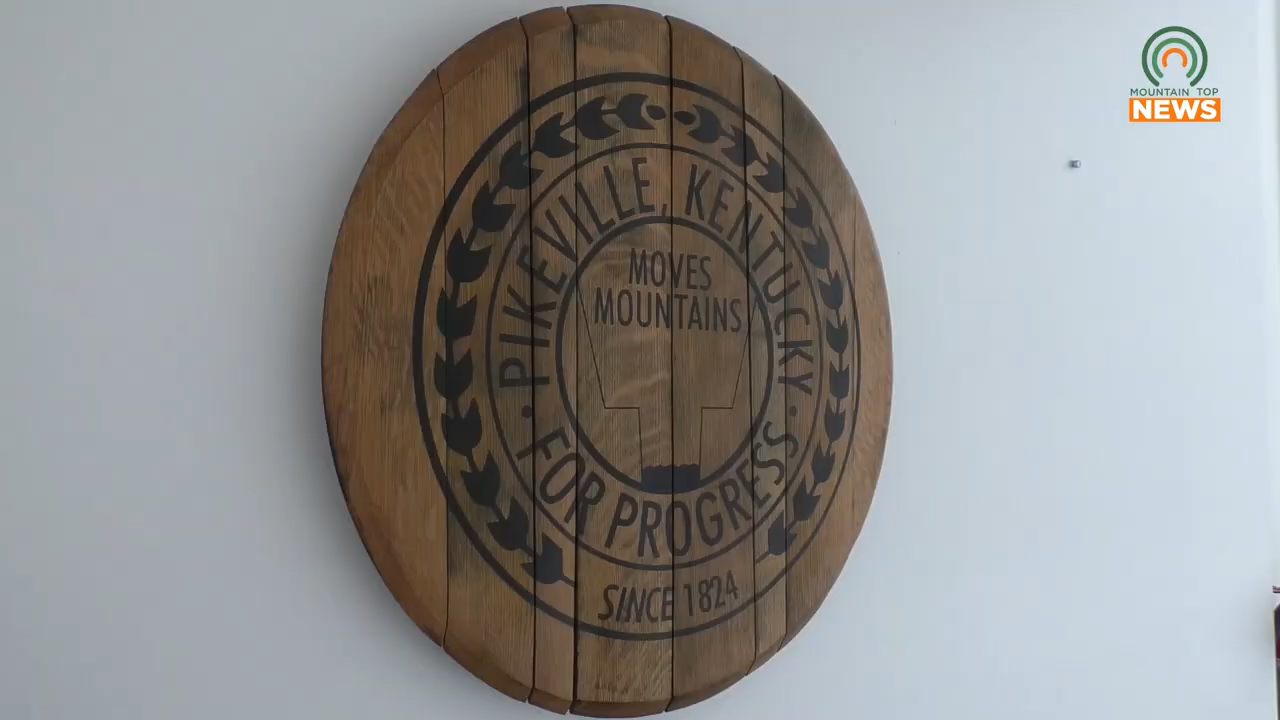 MOUNTAIN TOP
NEWS
PIKEVILLE, KENTUCKY
MOVES
MOUNTAINS
· FOR PROGRESS ·
SINCE 1824